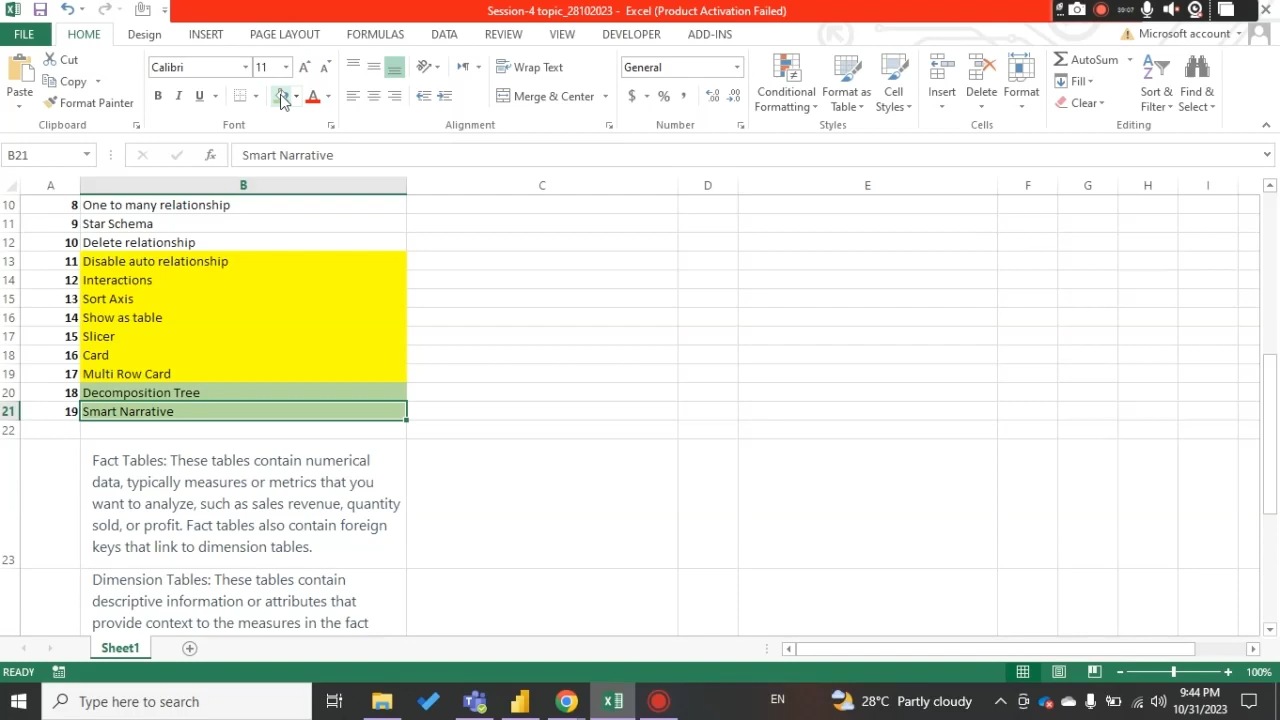 Session-4 topic_28102023 - Excel (Product Activation Failed)
39:07
FILE HOME Design INSERT PAGE LAYOUT FORMULAS DATA REVIEW VIEW DEVELOPER ADD-INS Microsoft account
Paste
Cut
Copy
Format Painter
Clipboard
Calibri 11
B I U A
Font
Wrap Text
Merge & Center
Alignment
General
$ % ,
Number
Conditional Formatting
Format as Table
Cell Styles
Styles
Insert Delete Format
Cells
AutoSum
Fill
Clear
Sort & Filter
Find & Select
Editing
B21 fx Smart Narrative
A B C D E F G H I
10 8 One to many relationship
11 9 Star Schema
12 10 Delete relationship
13 11 Disable auto relationship
14 12 Interactions
15 13 Sort Axis
16 14 Show as table
17 15 Slicer
18 16 Card
19 17 Multi Row Card
20 18 Decomposition Tree
21 19 Smart Narrative
22
Fact Tables: These tables contain numerical
data, typically measures or metrics that you
want to analyze, such as sales revenue, quantity
sold, or profit. Fact tables also contain foreign
keys that link to dimension tables.
23
Dimension Tables: These tables contain
descriptive information or attributes that
provide context to the measures in the fact
Sheet1
READY 100%
Type here to search EN 28°C Partly cloudy 9:44 PM
10/31/2023